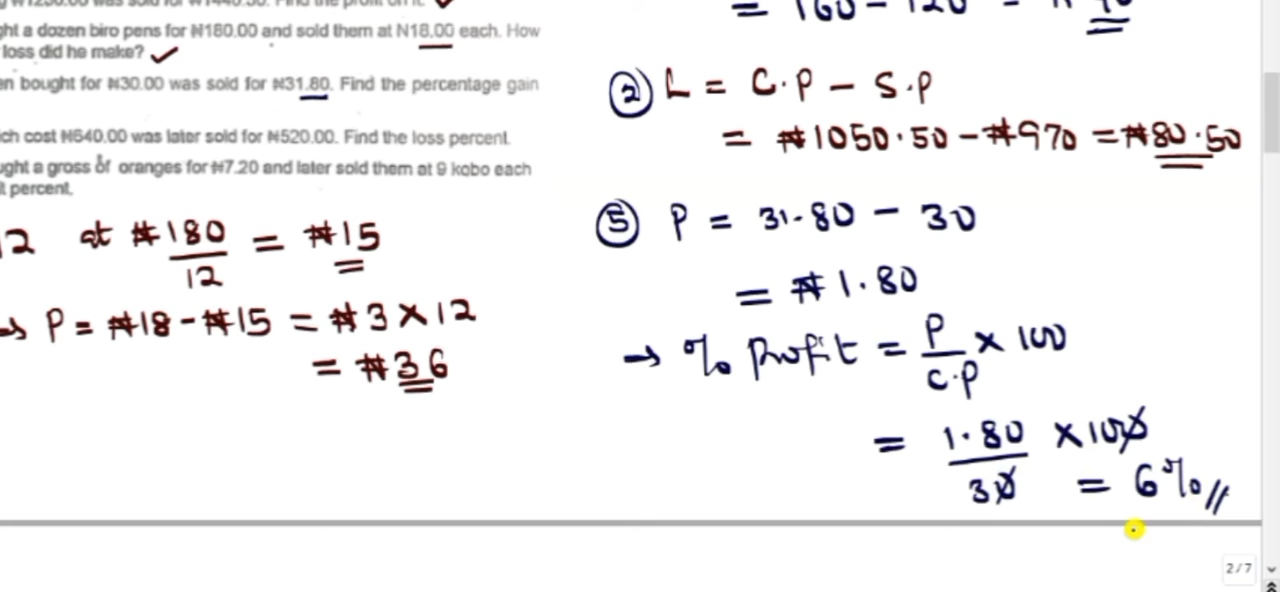 ght a dozen biro pens for ₦180.00 and sold them at N18.00 each. How
loss did he make? ✓
en bought for ₦30.00 was sold for ₦31.80. Find the percentage gain
ch cost ₦640.00 was later sold for ₦520.00. Find the loss percent.
ught a gross of oranges for ₦7.20 and later sold them at 9 kobo each
t percent.
12 at ₦180/12 = ₦15
→ P = ₦18 - ₦15 = ₦3 × 12
= ₦36
= 160 - 120 =
② L = C.P - S.P
= ₦1050.50 - ₦970 = ₦80.50
⑤ P = 31.80 - 30
= ₦1.80
→ % Profit = P/C.P × 100
= 1.80/30 × 100 = 6%//
2/7